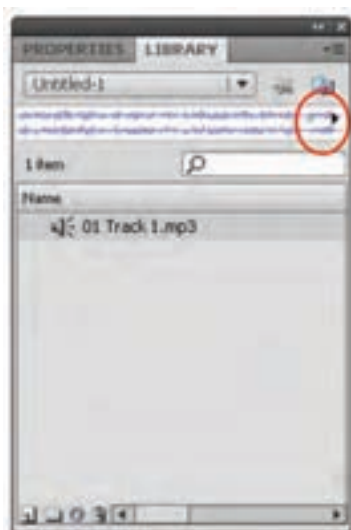 PROPERTIES LIBRARY
Untitled-1
1 item
Name
01 Track 1.mp3